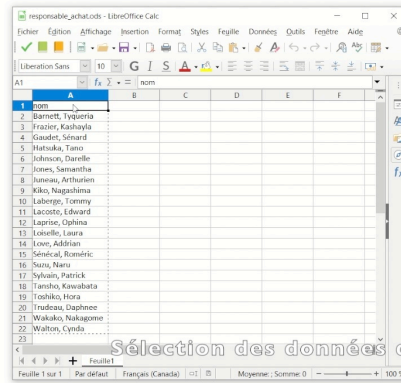 responsable_achat.ods - LibreOffice Calc
Fichier Édition Affichage Insertion Format Styles Feuille Données Outils Fenêtre Aide
Liberation Sans 10 G I S A
A1 fx Σ = nom
A B C D E F
1 nom
2 Barnett, Tyqueria
3 Frazier, Kashayla
4 Gaudet, Sénard
5 Hatsuka, Tano
6 Johnson, Darelle
7 Jones, Samantha
8 Juneau, Arthurien
9 Kiko, Nagashima
10 Laberge, Tommy
11 Lacoste, Edward
12 Laprise, Ophina
13 Loiselle, Laura
14 Love, Addrian
15 Sénécal, Roméric
16 Suzu, Naru
17 Sylvain, Patrick
18 Tansho, Kawabata
19 Toshiko, Hora
20 Trudeau, Daphnee
21 Wakako, Nakagome
22 Walton, Cynda
23
Sélection des données
Feuille1
Feuille 1 sur 1 Par défaut Français (Canada) Moyenne: ; Somme: 0 100